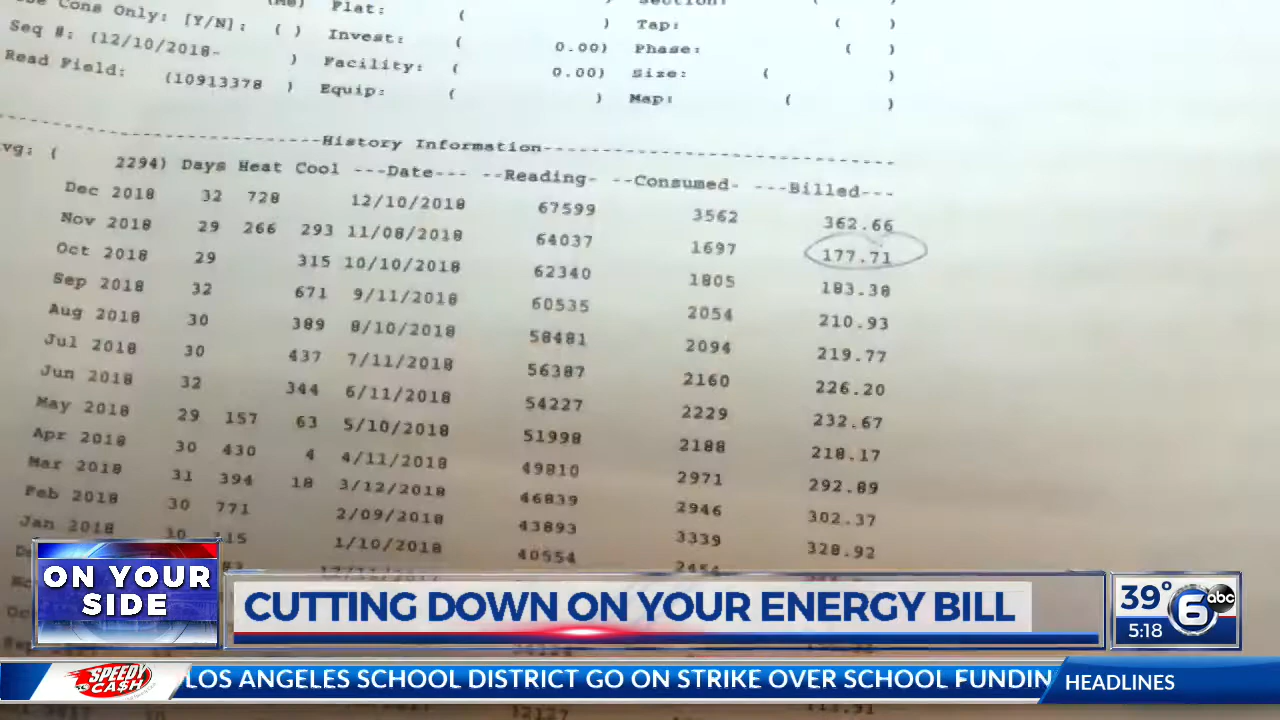 Cons Only: [Y/N]: ( ) Flat: ( ) Tap: ( )
Seq #: (12/10/2018- ) Invest: ( 0.00) Phase: ( )
Read Field: (10913378 ) Facility: ( 0.00) Size: ( )
Equip: ( ) Map: ( )
History Information
2294) Days Heat Cool ---Date--- --Reading- --Consumed- ---Billed---
Dec 2018 32 728 12/10/2018 67599 3562 362.66
Nov 2018 29 266 293 11/08/2018 64037 1697 177.71
Oct 2018 29 315 10/10/2018 62340 1805 183.38
Sep 2018 32 671 9/11/2018 60535 2054 210.93
Aug 2018 30 389 8/10/2018 58481 2094 219.77
Jul 2018 30 437 7/11/2018 56387 2160 226.20
Jun 2018 32 344 6/11/2018 54227 2229 232.67
May 2018 29 157 63 5/10/2018 51998 2188 218.17
Apr 2018 30 430 4 4/11/2018 49810 2971 292.89
Mar 2018 31 394 18 3/12/2018 46839 2946 302.37
Feb 2018 30 771 2/09/2018 43893 3339 328.92
Jan 2018 1/10/2018 40554
ON YOUR SIDE
CUTTING DOWN ON YOUR ENERGY BILL
39° 6 abc
5:18
SPEEDY CASH
LOS ANGELES SCHOOL DISTRICT GO ON STRIKE OVER SCHOOL FUNDIN
HEADLINES